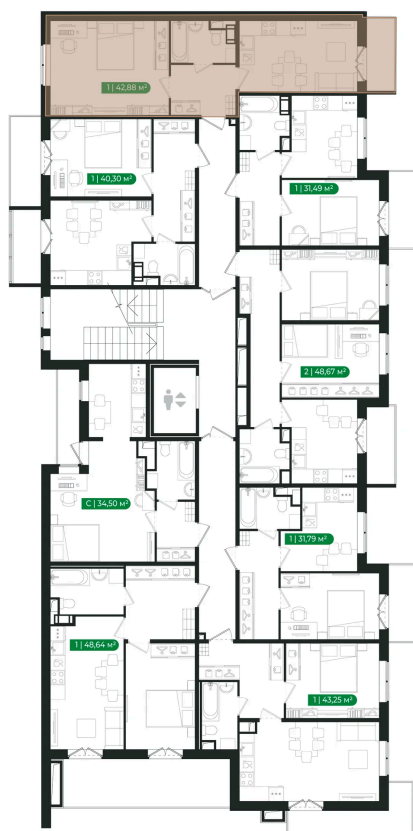 1 | 42,88 м²
1 | 40,30 м²
1 | 31,49 м²
2 | 48,67 м²
С | 34,50 м²
1 | 31,79 м²
1 | 48,64 м²
1 | 43,25 м²